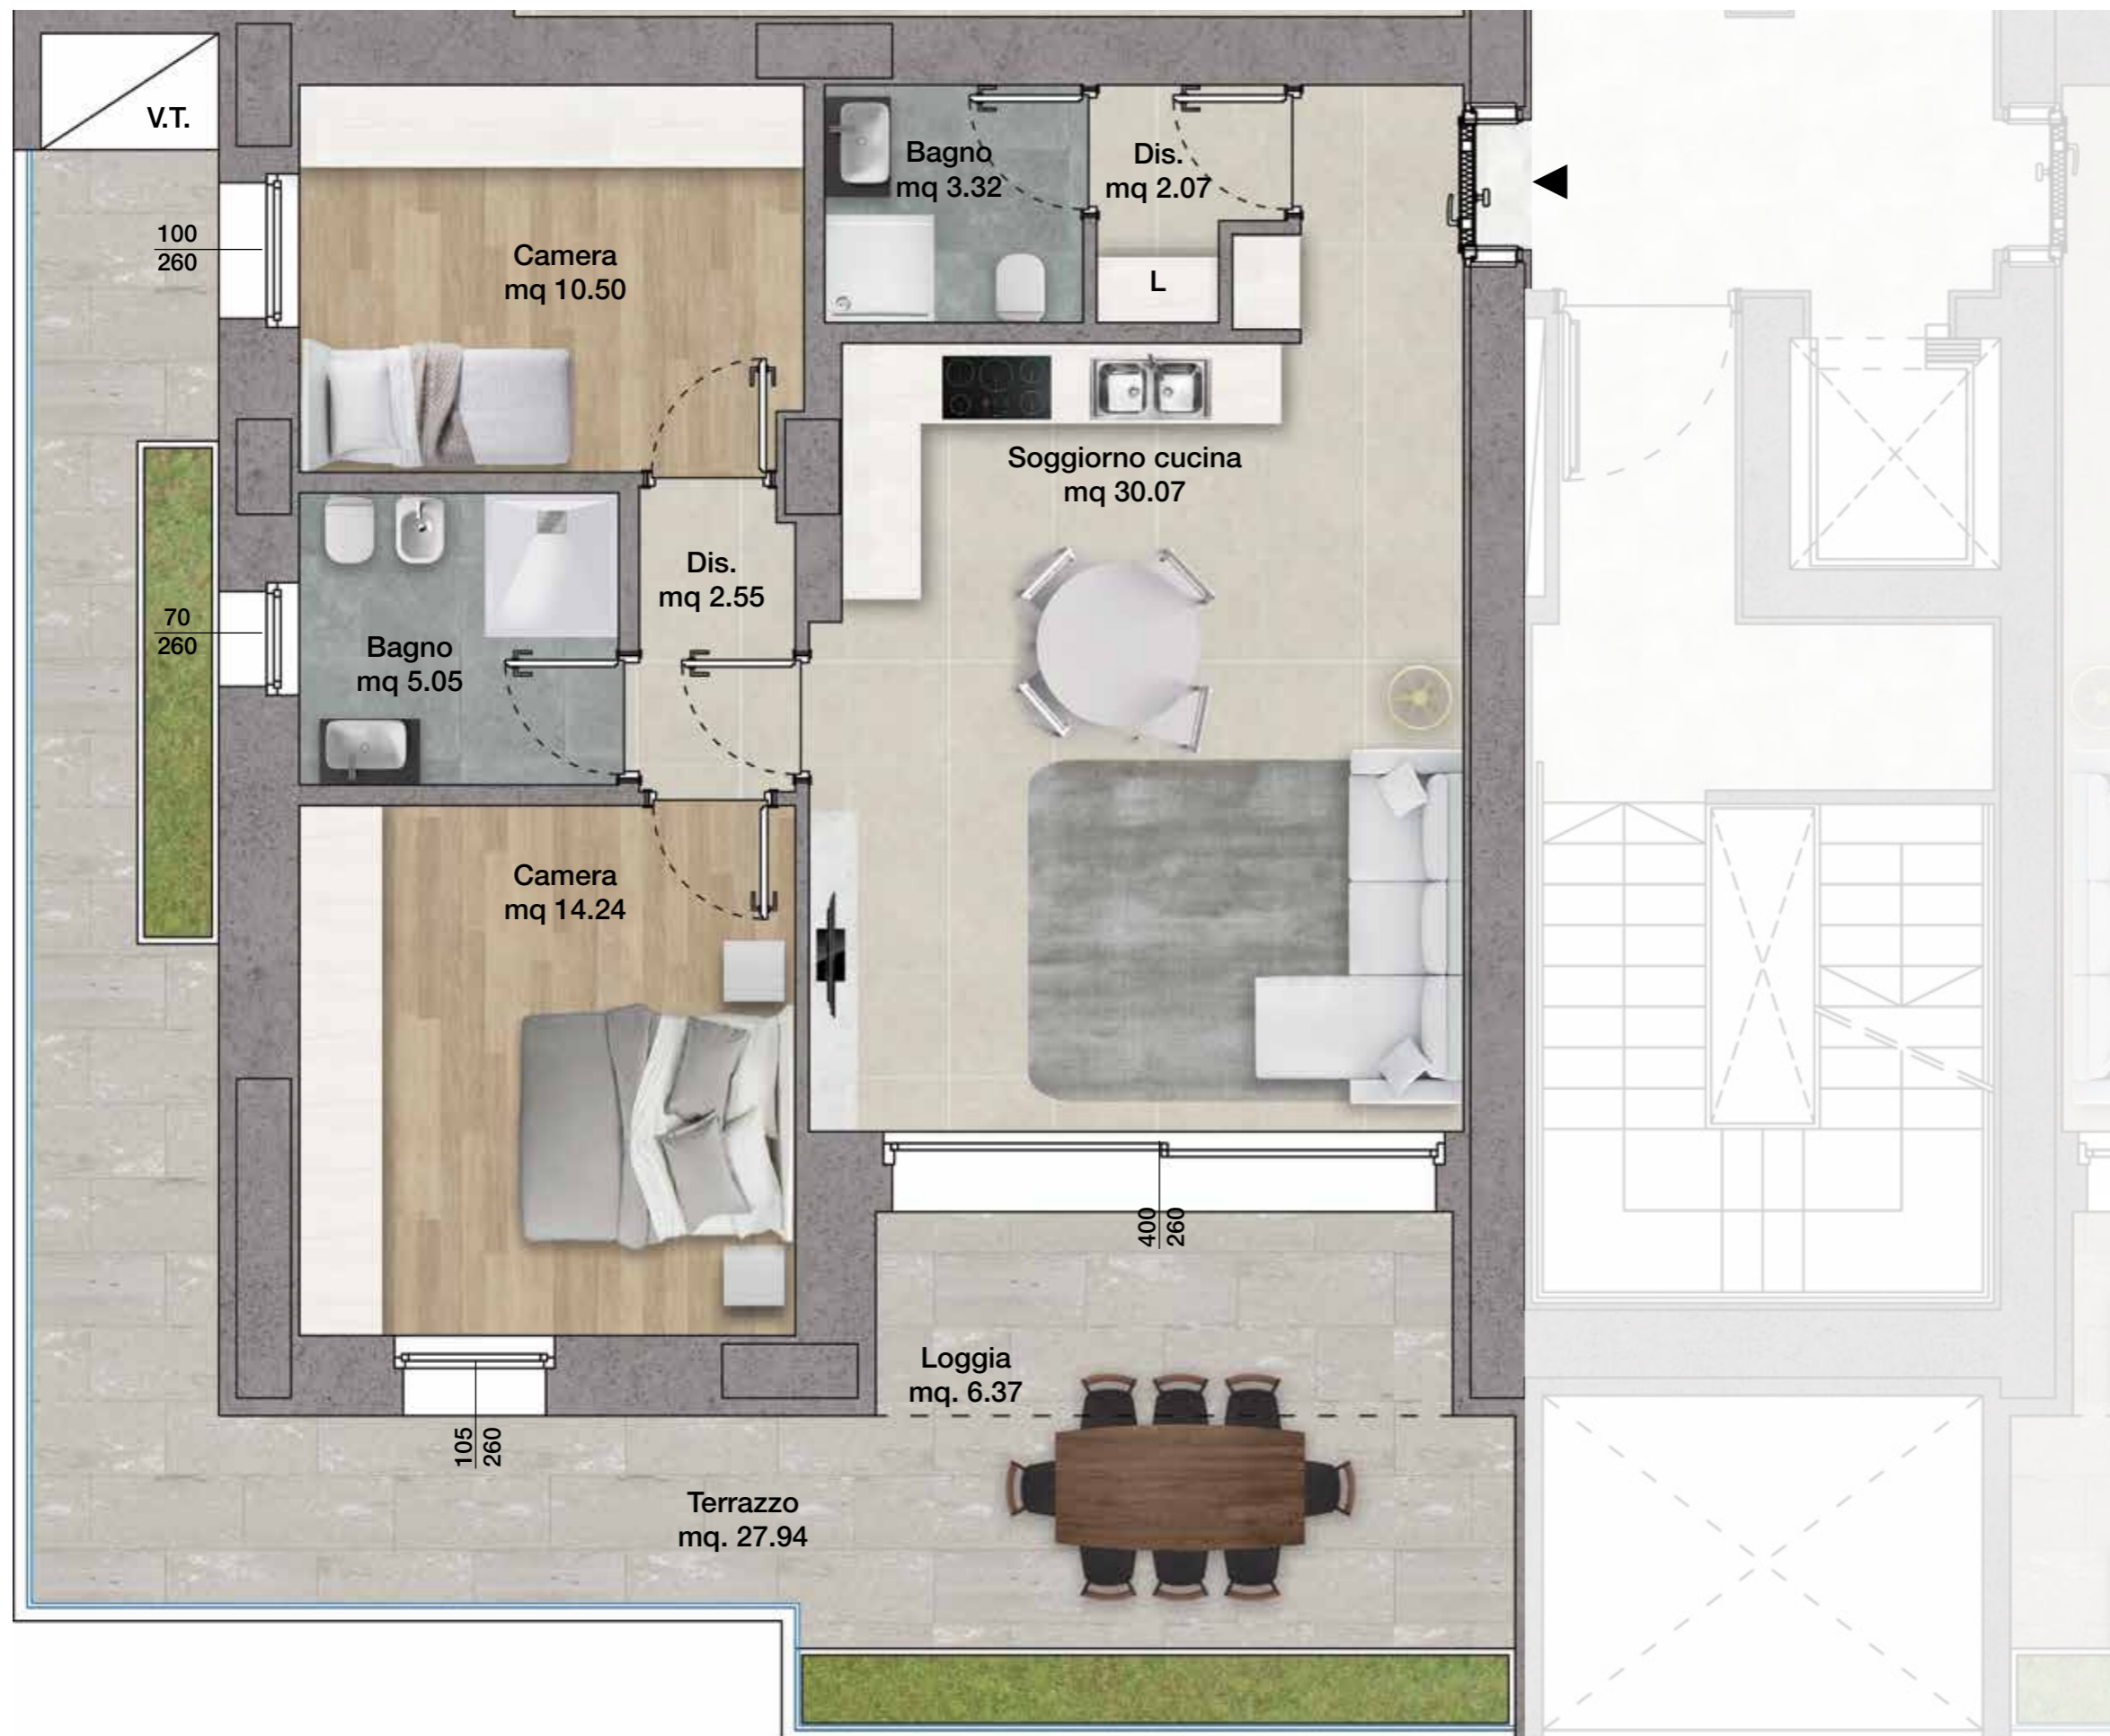 V.T.
Bagno
mq 3.32
Dis.
mq 2.07
100
260
Camera
mq 10.50
L
Soggiorno cucina
mq 30.07
Dis.
mq 2.55
70
260
Bagno
mq 5.05
Camera
mq 14.24
400
260
Loggia
mq. 6.37
105
260
Terrazzo
mq. 27.94